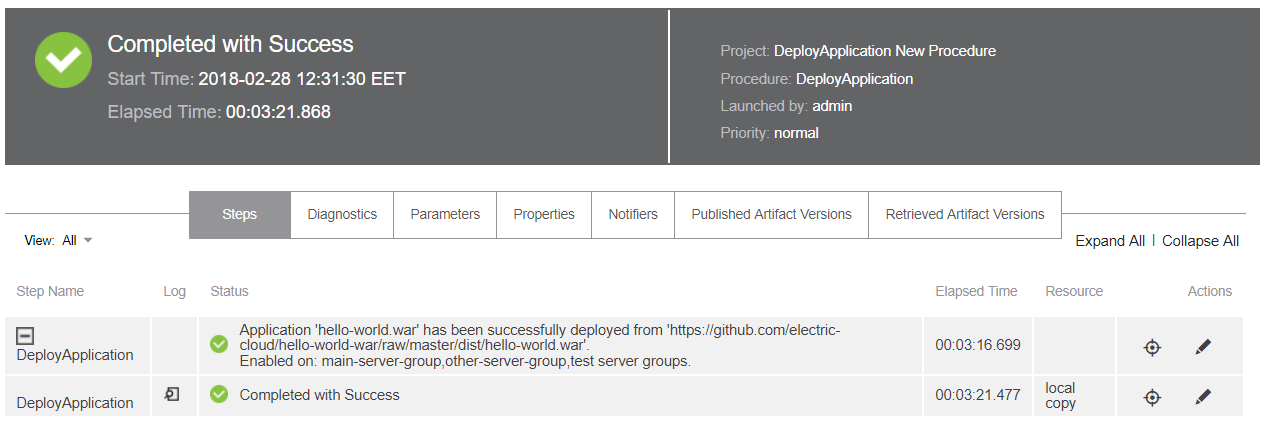 Completed with Success
Start Time: 2018-02-28 12:31:30 EET
Elapsed Time: 00:03:21.868
Project: DeployApplication New Procedure
Procedure: DeployApplication
Launched by: admin
Priority: normal
Steps
Diagnostics
Parameters
Properties
Notifiers
Published Artifact Versions
Retrieved Artifact Versions
View: All
Expand All | Collapse All
Step Name
Log
Status
Elapsed Time
Resource
Actions
DeployApplication
Application 'hello-world.war' has been successfully deployed from 'https://github.com/electric-
cloud/hello-world-war/raw/master/dist/hello-world.war'.
Enabled on: main-server-group,other-server-group,test server groups.
00:03:16.699
DeployApplication
Completed with Success
00:03:21.477
local
copy